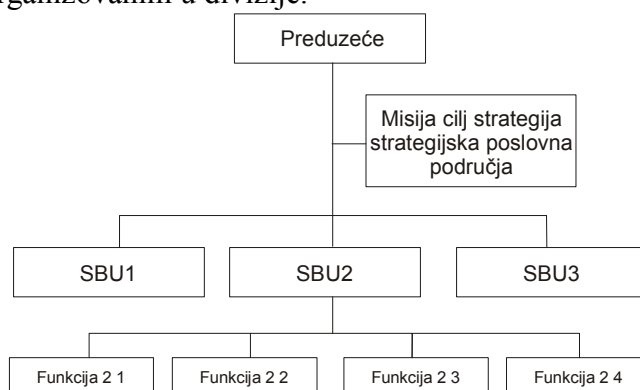 organizovanim u divizije.
Preduzeće
Misija cilj strategija
strategijska poslovna
područja
SBU1
SBU2
SBU3
Funkcija 2 1
Funkcija 2 2
Funkcija 2 3
Funkcija 2 4